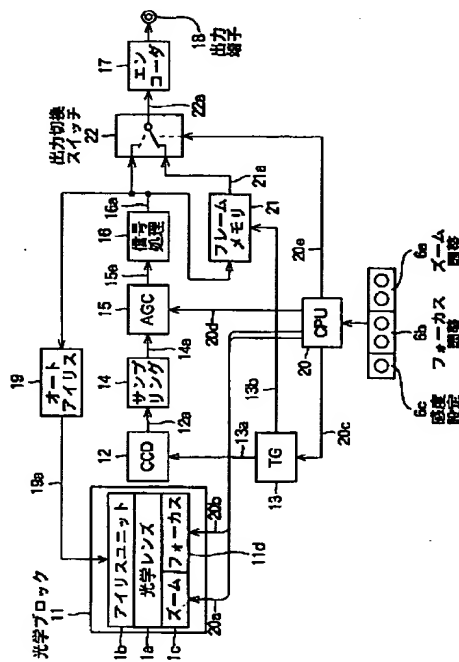 光学ブロック
11
アイリスユニット
光学レンズ
ズーム
フォーカス
1b
1a
1c
11d
20a
20b
19a
19
オート
アイリス
12
CCD
12a
14
サンプリング
14a
15
AGC
15a
16
信号
処理
16a
出力切換
スイッチ
22
22a
17
エン
コーダ
18
出力
端子
21
フレーム
メモリ
21a
13
TG
13a
13b
20
CPU
20c
20d
20e
6c
感度
設定
6b
フォーカス
調整
6a
ズーム
調整